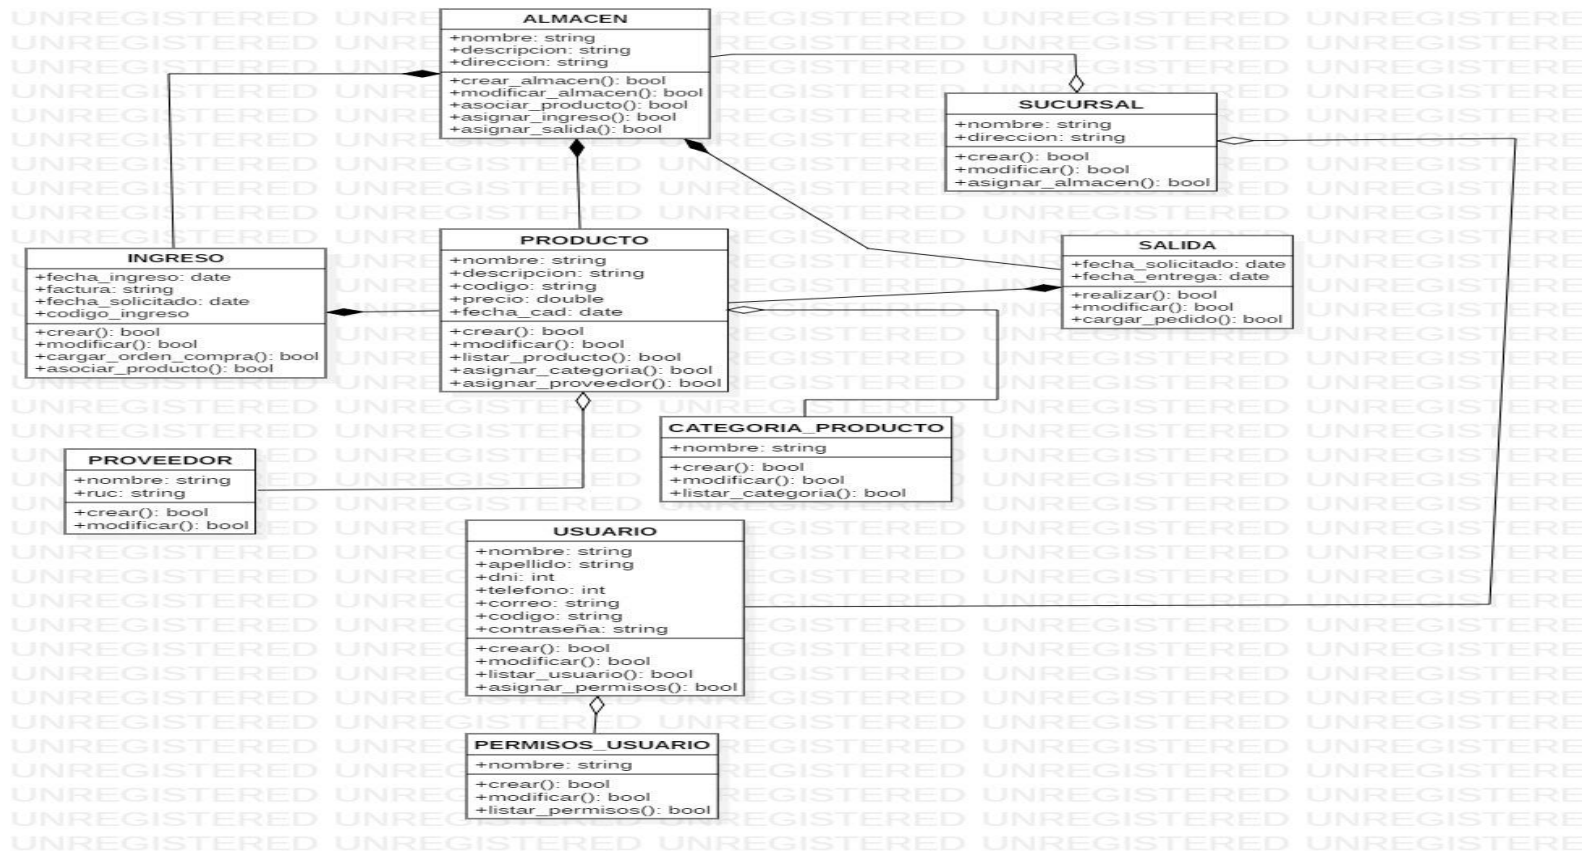 ALMACEN
+nombre: string
+descripcion: string
+direccion: string
+crear_almacen(): bool
+modificar_almacen(): bool
+asociar_producto(): bool
+asignar_ingreso(): bool
+asignar_salida(): bool
SUCURSAL
+nombre: string
+direccion: string
+crear(): bool
+modificar(): bool
+asignar_almacen(): bool
INGRESO
+fecha_ingreso: date
+factura: string
+fecha_solicitado: date
+codigo_ingreso
+crear(): bool
+modificar(): bool
+cargar_orden_compra(): bool
+asociar_producto(): bool
PRODUCTO
+nombre: string
+descripcion: string
+codigo: string
+precio: double
+fecha_cad: date
+crear(): bool
+modificar(): bool
+listar_producto(): bool
+asignar_categoria(): bool
+asignar_proveedor(): bool
SALIDA
+fecha_solicitado: date
+fecha_entrega: date
+realizar(): bool
+modificar(): bool
+cargar_pedido(): bool
CATEGORIA_PRODUCTO
+nombre: string
+crear(): bool
+modificar(): bool
+listar_categoria(): bool
PROVEEDOR
+nombre: string
+ruc: string
+crear(): bool
+modificar(): bool
USUARIO
+nombre: string
+apellido: string
+dni: int
+telefono: int
+correo: string
+codigo: string
+contraseña: string
+crear(): bool
+modificar(): bool
+listar_usuario(): bool
+asignar_permisos(): bool
PERMISOS_USUARIO
+nombre: string
+crear(): bool
+modificar(): bool
+listar_permisos(): bool
UNREGISTERED